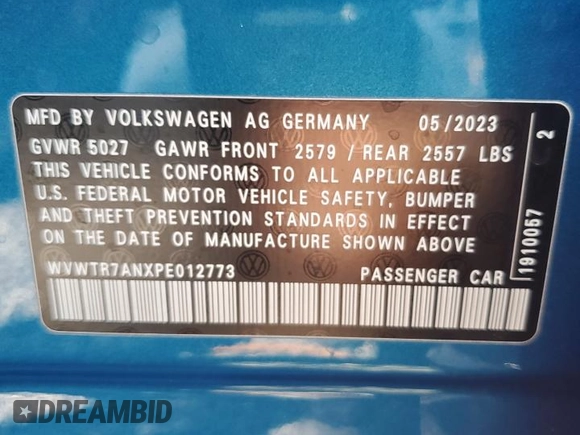 MFD BY VOLKSWAGEN AG GERMANY 05/2023
GVWR 5027 GAWR FRONT 2579 / REAR 2557 LBS
THIS VEHICLE CONFORMS TO ALL APPLICABLE
U.S. FEDERAL MOTOR VEHICLE SAFETY, BUMPER
AND THEFT PREVENTION STANDARDS IN EFFECT
ON THE DATE OF MANUFACTURE SHOWN ABOVE
WVWTR7ANXPE012773 PASSENGER CAR
1910057 2
DREAMBID